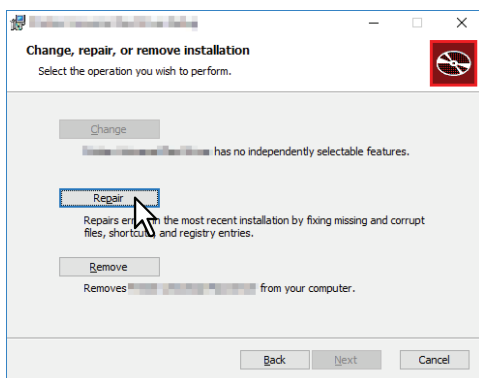 Change, repair, or remove installation
Select the operation you wish to perform.
Change
has no independently selectable features.
Repair
Repairs in the most recent installation by fixing missing and corrupt
files, and registry entries.
Remove
Removes from your computer.
Back Next Cancel